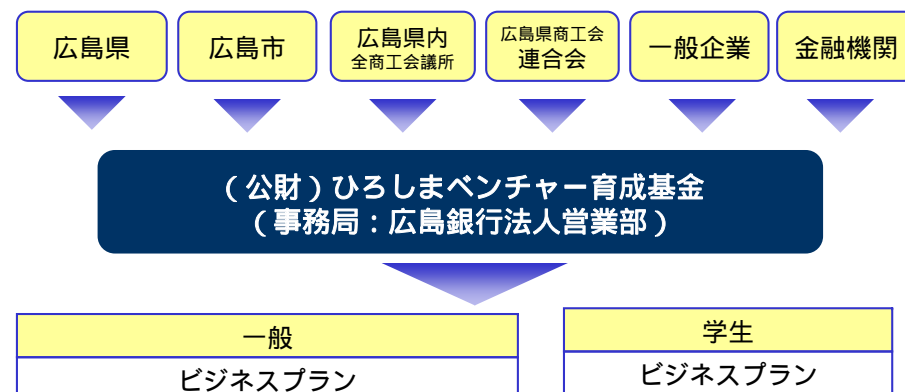 広島県
広島市
広島県内
全商工会議所
広島県商工会
連合会
一般企業
金融機関
（公財）ひろしまベンチャー育成基金
（事務局：広島銀行法人営業部）
一般
ビジネスプラン
学生
ビジネスプラン